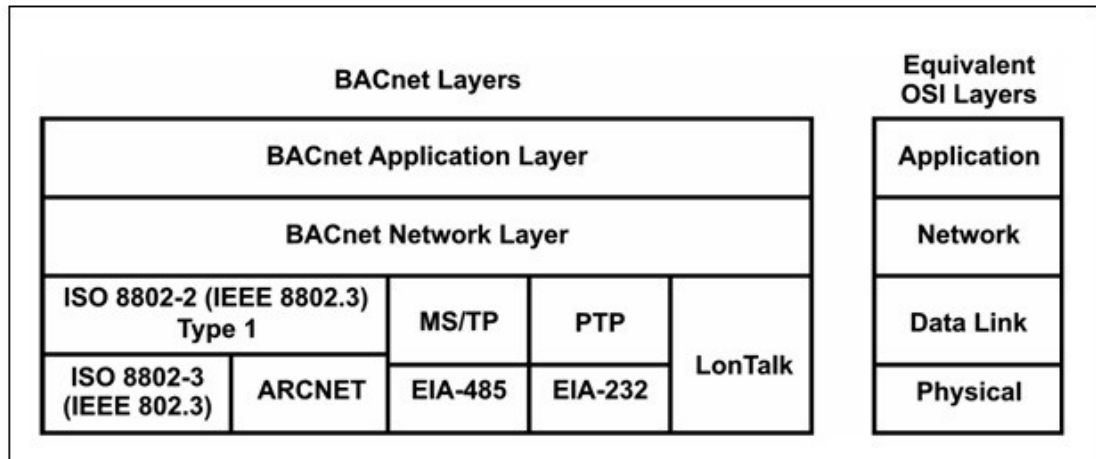 BACnet Layers
Equivalent
OSI Layers
BACnet Application Layer
Application
BACnet Network Layer
Network
ISO 8802-2 (IEEE 8802.3)
Type 1
MS/TP
PTP
LonTalk
Data Link
ISO 8802-3
(IEEE 802.3)
ARCNET
EIA-485
EIA-232
Physical